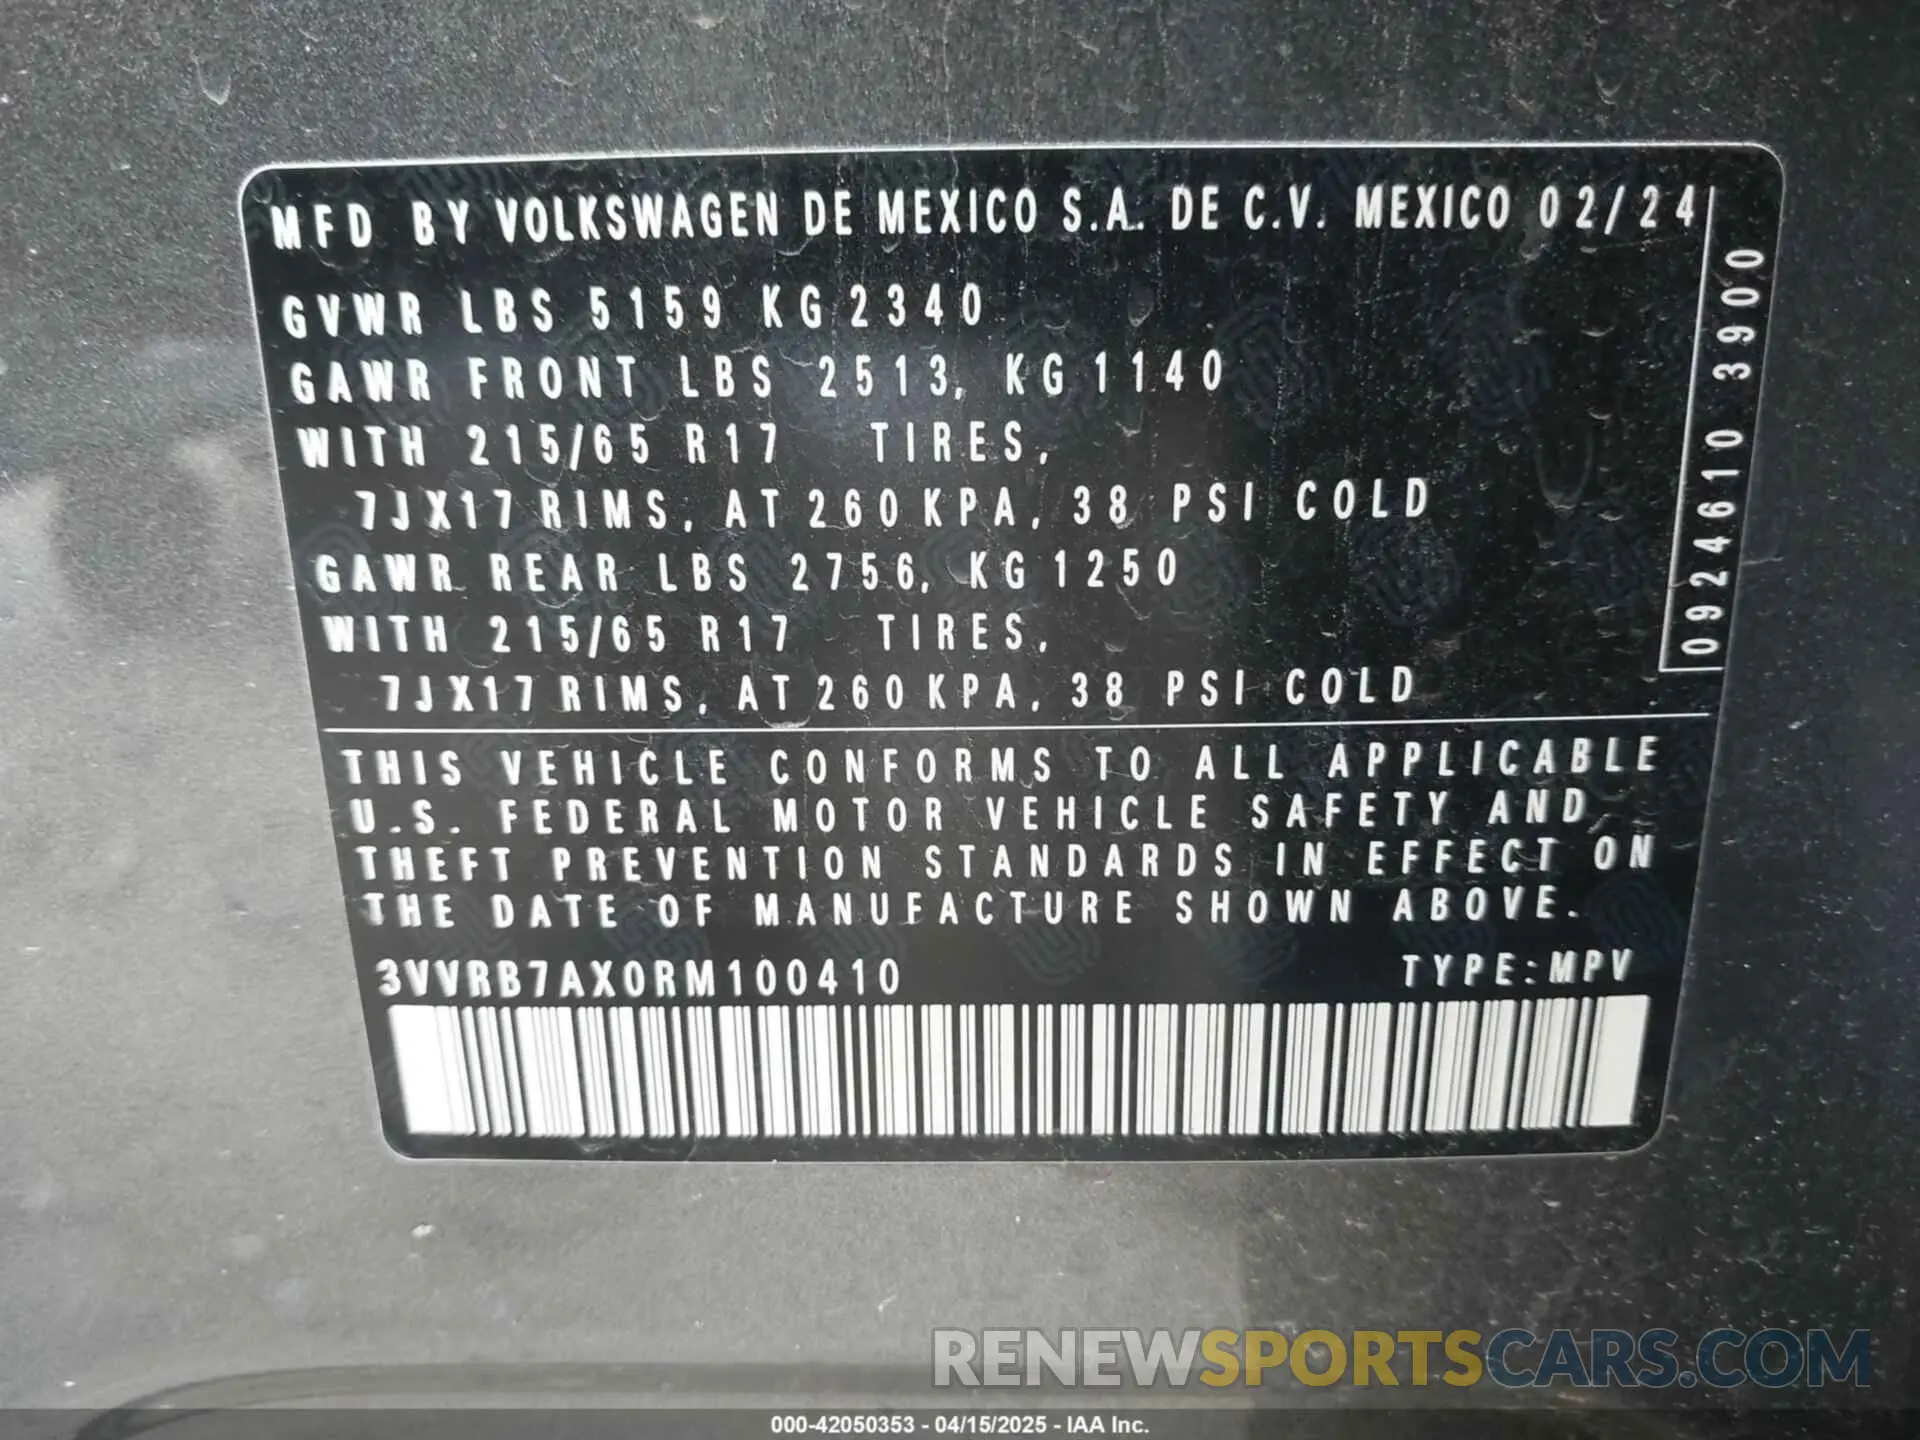 MFD BY VOLKSWAGEN DE MEXICO S.A. DE C.V. MEXICO 02/24
GVWR LBS 5159 KG 2340
GAWR FRONT LBS 2513, KG 1140
WITH 215/65 R17 TIRES,
7JX17 RIMS, AT 260 KPA, 38 PSI COLD
GAWR REAR LBS 2756, KG 1250
WITH 215/65 R17 TIRES,
7JX17 RIMS, AT 260 KPA, 38 PSI COLD
0924610 3900
THIS VEHICLE CONFORMS TO ALL APPLICABLE
U.S. FEDERAL MOTOR VEHICLE SAFETY AND
THEFT PREVENTION STANDARDS IN EFFECT ON
THE DATE OF MANUFACTURE SHOWN ABOVE.
3VVRB7AX0RM100410 TYPE:MPV
RENEWSPORTSCARS.COM
000-42050353 - 04/15/2025 - IAA Inc.